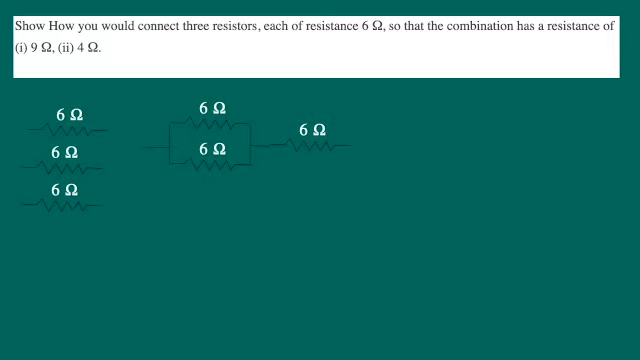 Show How you would connect three resistors, each of resistance 6 Ω, so that the combination has a resistance of
(i) 9 Ω, (ii) 4 Ω.
6 Ω
6 Ω
6 Ω
6 Ω
6 Ω
6 Ω